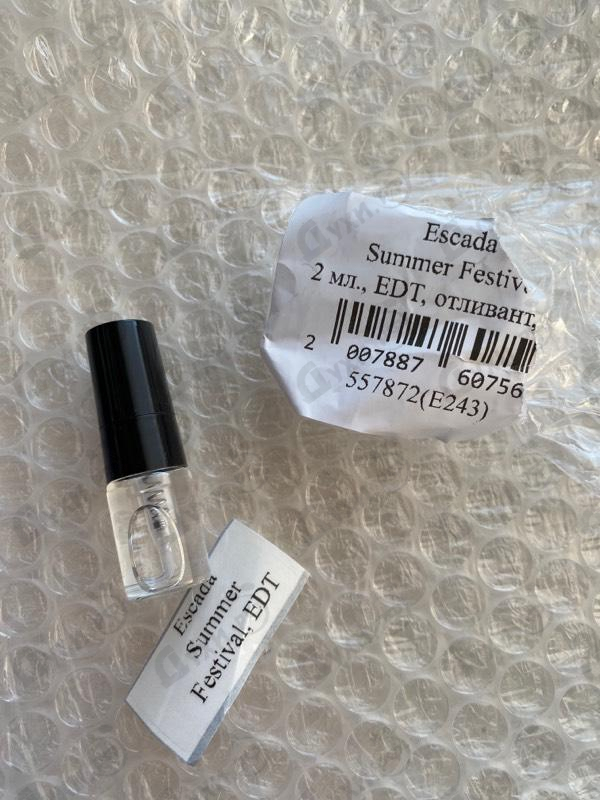 Escada
Summer Festiv
2 мл., EDT, отливант,
2 007887 60756
557872(E243)
Escada
Summer
Festival, EDT